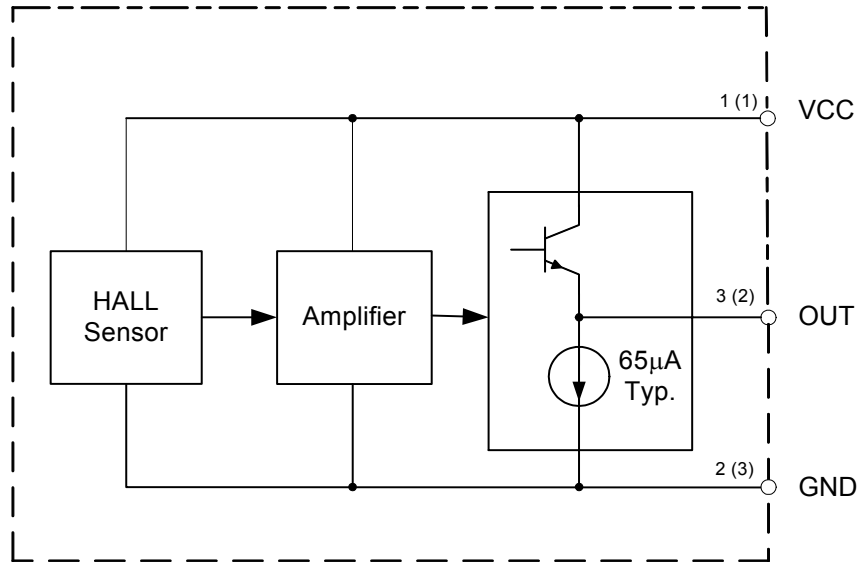 1 (1)
VCC
HALL
Sensor
Amplifier
3 (2)
OUT
65μA
Typ.
2 (3)
GND